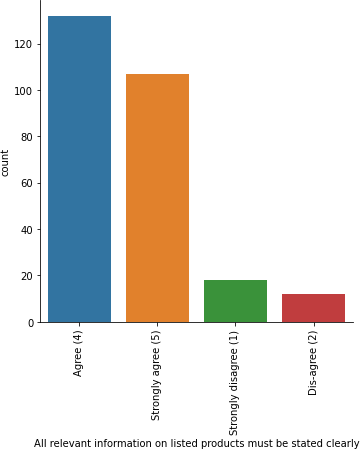 120
100
80
60
40
20
0
count
Agree (4)
Strongly agree (5)
Strongly disagree (1)
Dis-agree (2)
All relevant information on listed products must be stated clearly